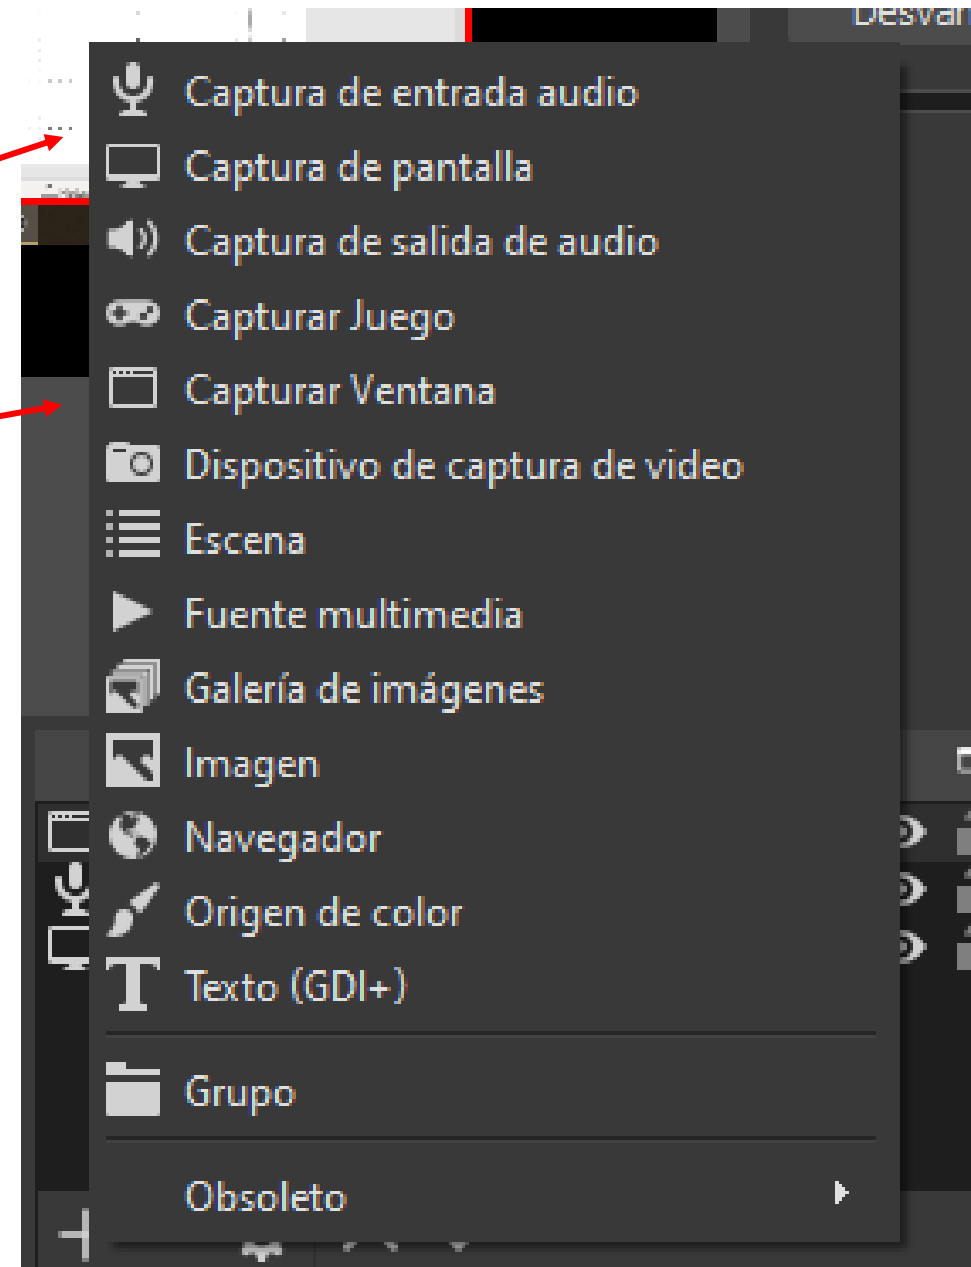 Desvan
Captura de entrada audio
Captura de pantalla
Captura de salida de audio
Capturar Juego
Capturar Ventana
Dispositivo de captura de video
Escena
Fuente multimedia
Galería de imágenes
Imagen
Navegador
Origen de color
Texto (GDI+)
Grupo
Obsoleto